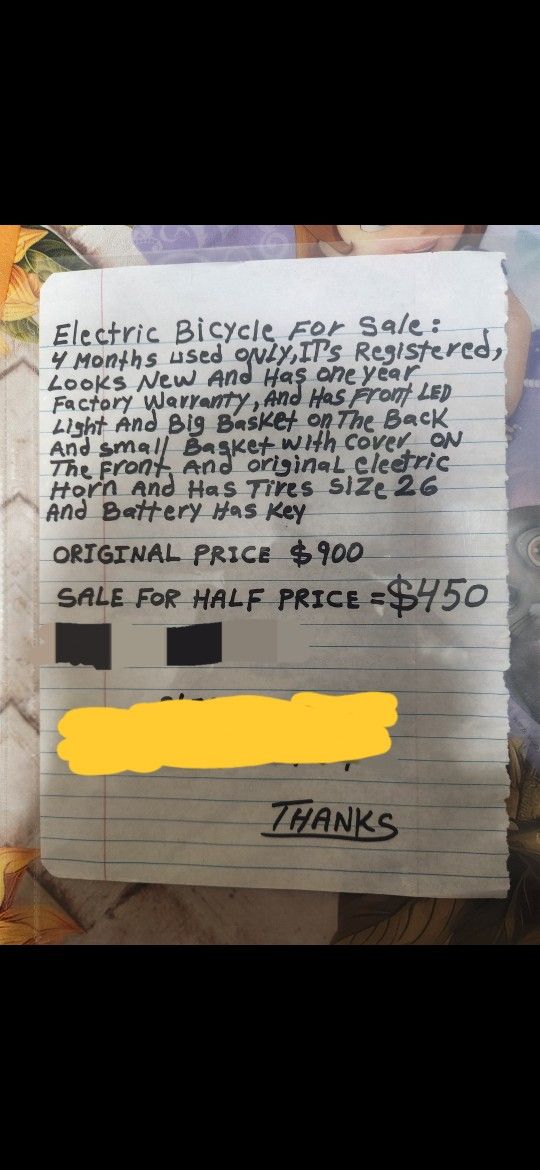 Electric Bicycle For Sale:
4 Months used ONLY, IT's Registered,
Looks New And Has one year
Factory Warranty, And Has Front LED
Light And Big Basket on The Back
And small Basket with cover ON
The Front, And original electric
Horn And Has Tires Size 26
And Battery Has Key
ORIGINAL PRICE $900
SALE FOR HALF PRICE = $450
THANKS